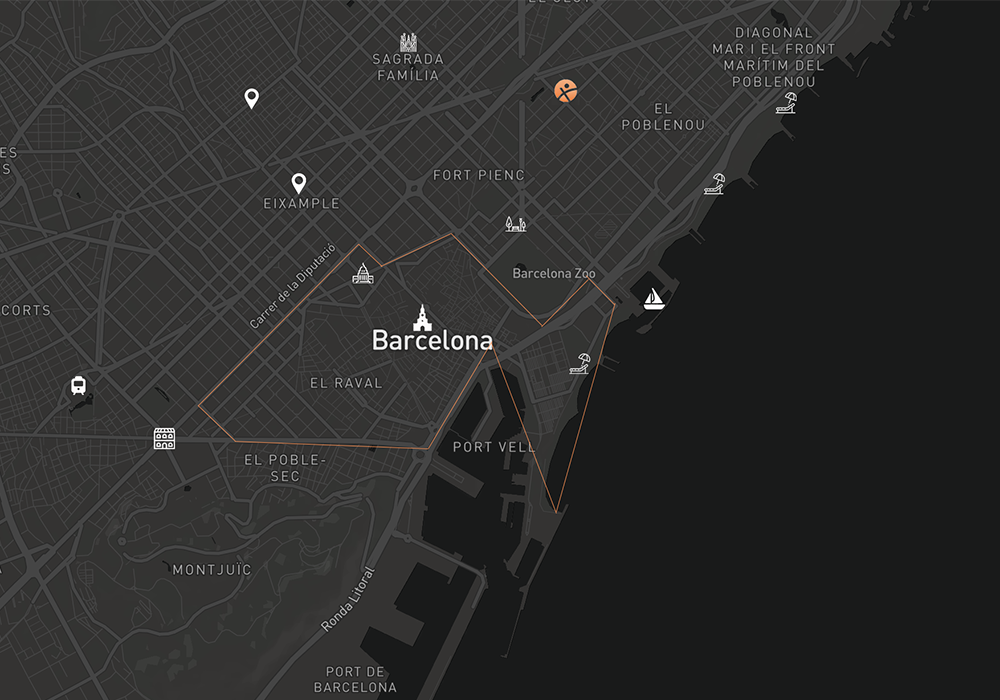 SAGRADA
FAMÍLIA
DIAGONAL
MAR I EL FRONT
MARÍTIM DEL
POBLENOU
EL
POBLENOU
FORT PIENC
EIXAMPLE
Carrer de la Diputació
Barcelona Zoo
CORTS
Barcelona
EL RAVAL
PORT VELL
EL POBLE-
SEC
MONTJUÏC
Ronda Litoral
PORT DE
BARCELONA